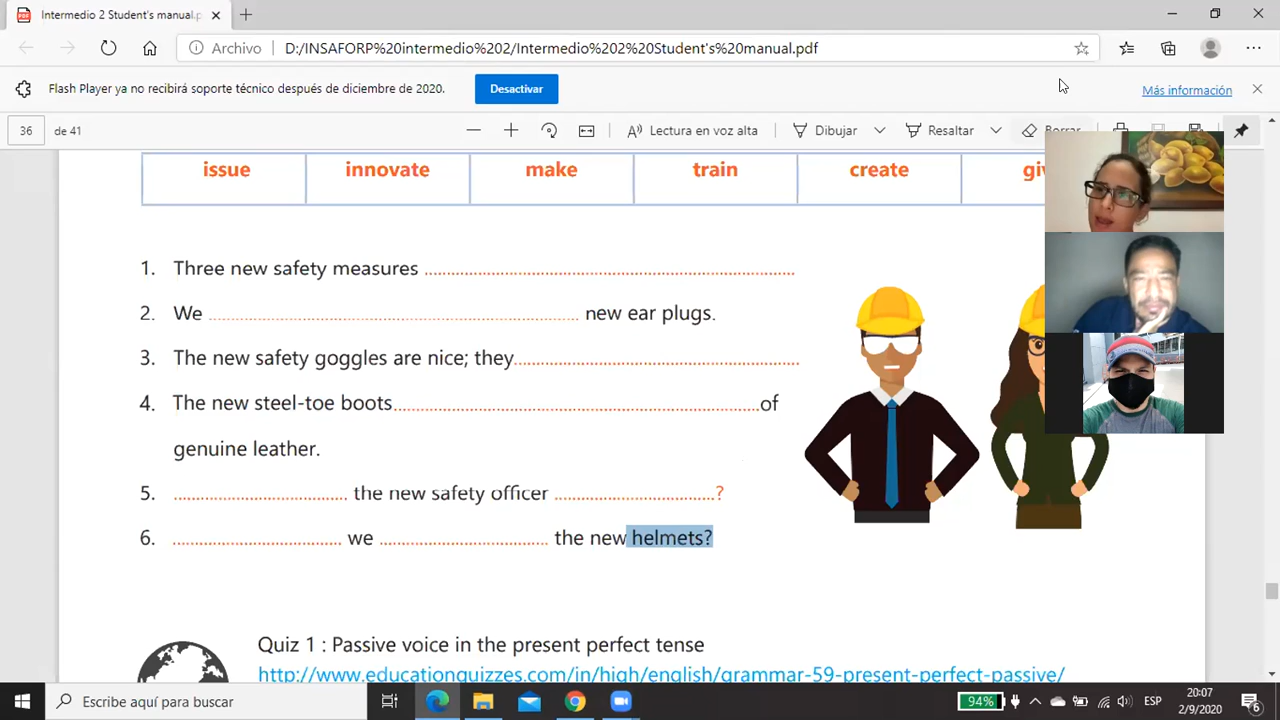 Intermedio 2 Student's manual.p
Archivo D:/INSAFORP%20intermedio%202/Intermedio%202%20Student's%20manual.pdf
Flash Player ya no recibirá soporte técnico después de diciembre de 2020. Desactivar Más información
36 de 41 Lectura en voz alta Dibujar Resaltar Borrar
issue innovate make train create
1. Three new safety measures
2. We new ear plugs.
3. The new safety goggles are nice; they
4. The new steel-toe boots of
genuine leather.
5. the new safety officer ?
6. we the new helmets?
Quiz 1 : Passive voice in the present perfect tense
http://www.educationquizzes.com/in/high/english/grammar-59-present-perfect-passive/
Escribe aquí para buscar 94% ESP 20:07
2/9/2020 6